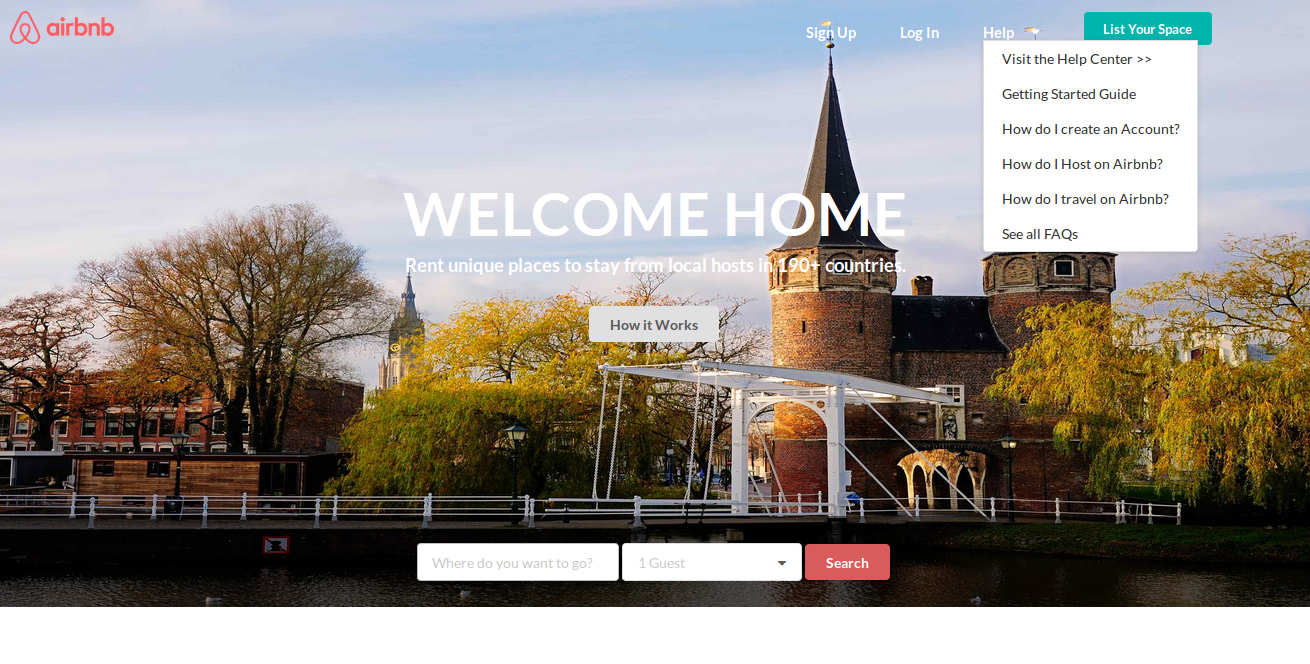 airbnb
Sign Up
Log In
Help
List Your Space
Visit the Help Center >>
Getting Started Guide
How do I create an Account?
How do I Host on Airbnb?
How do I travel on Airbnb?
See all FAQs
WELCOME HOME
Rent unique places to stay from local hosts in 190+ countries.
How it Works
Where do you want to go?
1 Guest
Search